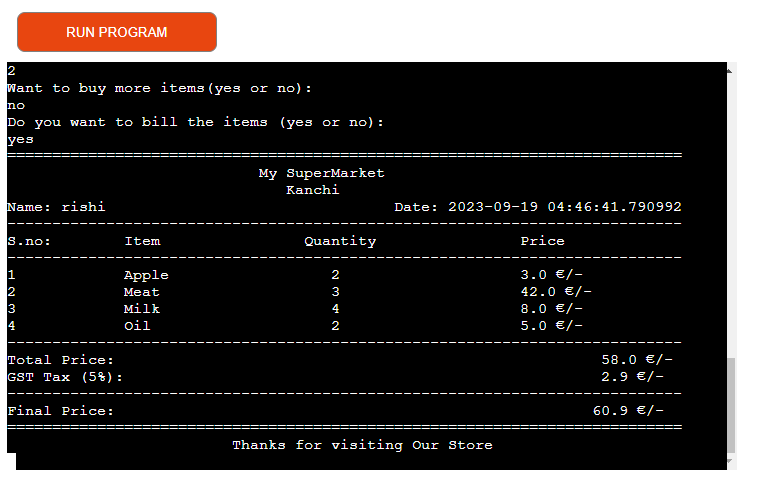 RUN PROGRAM
2
Want to buy more items(yes or no):
no
Do you want to bill the items (yes or no):
yes
===========================================================================
My SuperMarket
Kanchi
Name: rishi Date: 2023-09-19 04:46:41.790992
---------------------------------------------------------------------------
S.no: Item Quantity Price
---------------------------------------------------------------------------
1 Apple 2 3.0 €/-
2 Meat 3 42.0 €/-
3 Milk 4 8.0 €/-
4 Oil 2 5.0 €/-
---------------------------------------------------------------------------
Total Price: 58.0 €/-
GST Tax (5%): 2.9 €/-
---------------------------------------------------------------------------
Final Price: 60.9 €/-
===========================================================================
Thanks for visiting Our Store